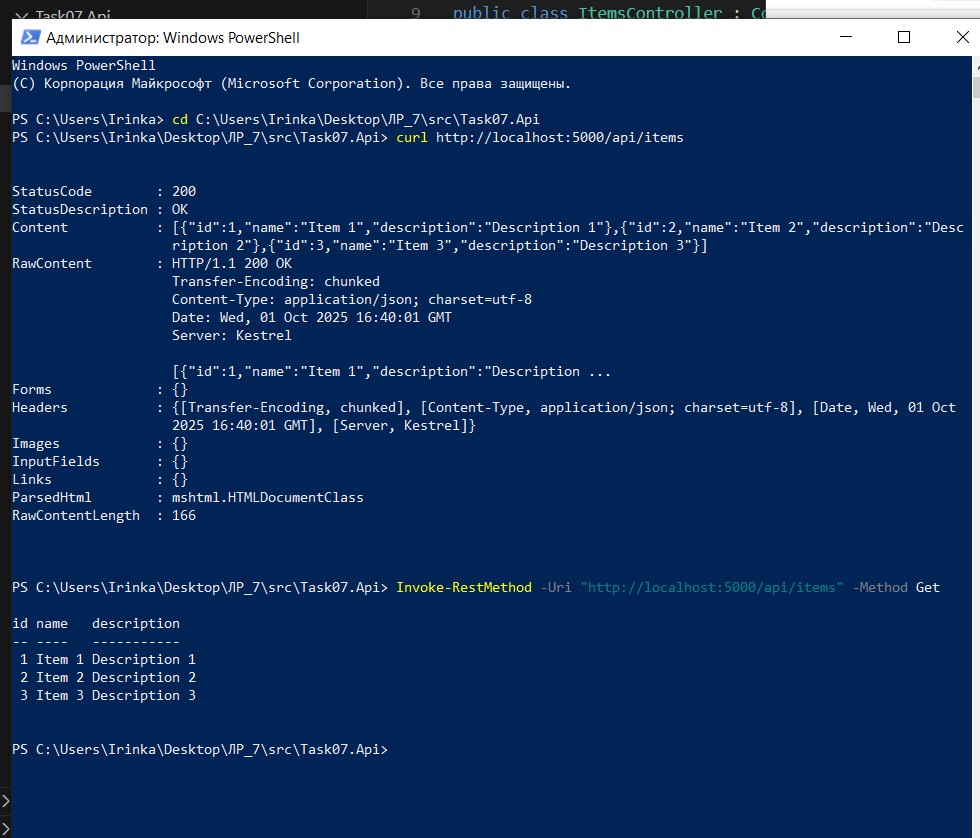 Task07.Api
9 public class ItemsController : Co
Администратор: Windows PowerShell
Windows PowerShell
(C) Корпорация Майкрософт (Microsoft Corporation). Все права защищены.
PS C:\Users\Irinka> cd C:\Users\Irinka\Desktop\ЛР_7\src\Task07.Api
PS C:\Users\Irinka\Desktop\ЛР_7\src\Task07.Api> curl http://localhost:5000/api/items
StatusCode        : 200
StatusDescription : OK
Content           : [{"id":1,"name":"Item 1","description":"Description 1"},{"id":2,"name":"Item 2","description":"Desc
                    ription 2"},{"id":3,"name":"Item 3","description":"Description 3"}]
RawContent        : HTTP/1.1 200 OK
                    Transfer-Encoding: chunked
                    Content-Type: application/json; charset=utf-8
                    Date: Wed, 01 Oct 2025 16:40:01 GMT
                    Server: Kestrel
                    [{"id":1,"name":"Item 1","description":"Description ...
Forms             : {}
Headers           : {[Transfer-Encoding, chunked], [Content-Type, application/json; charset=utf-8], [Date, Wed, 01 Oct
                    2025 16:40:01 GMT], [Server, Kestrel]}
Images            : {}
InputFields       : {}
Links             : {}
ParsedHtml        : mshtml.HTMLDocumentClass
RawContentLength  : 166
PS C:\Users\Irinka\Desktop\ЛР_7\src\Task07.Api> Invoke-RestMethod -Uri "http://localhost:5000/api/items" -Method Get
id name   description
-- ----   -----------
 1 Item 1 Description 1
 2 Item 2 Description 2
 3 Item 3 Description 3
PS C:\Users\Irinka\Desktop\ЛР_7\src\Task07.Api>